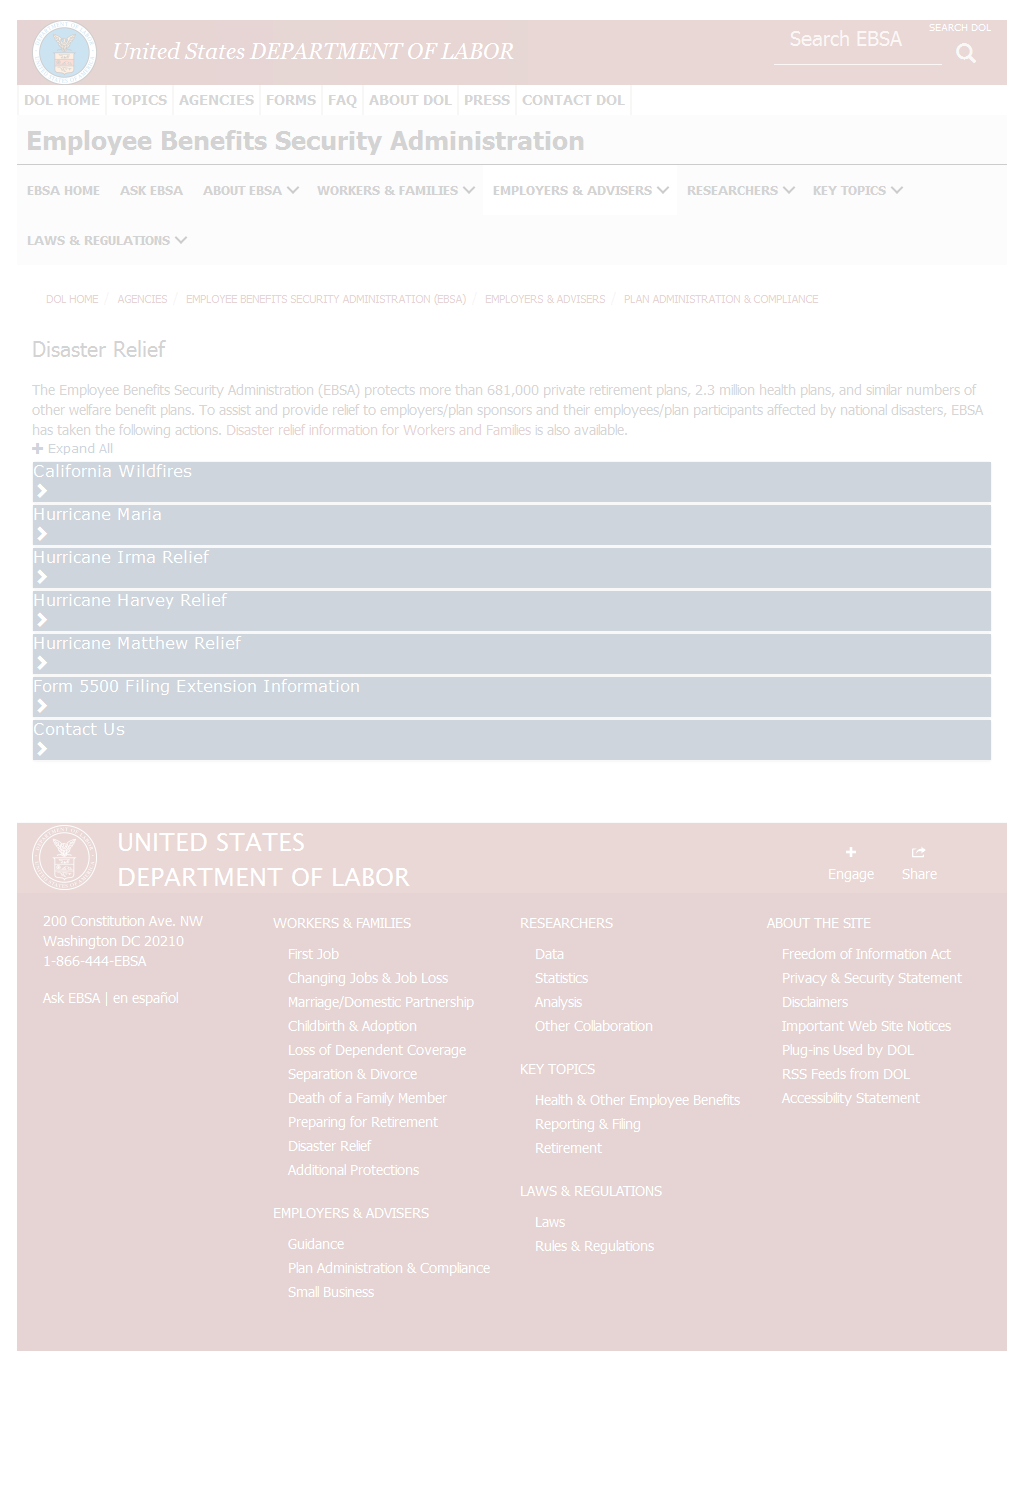 United States DEPARTMENT OF LABOR
SEARCH DOL
Search EBSA
DOL HOME TOPICS AGENCIES FORMS FAQ ABOUT DOL PRESS CONTACT DOL
Employee Benefits Security Administration
EBSA HOME ASK EBSA ABOUT EBSA WORKERS & FAMILIES EMPLOYERS & ADVISERS RESEARCHERS KEY TOPICS
LAWS & REGULATIONS
DOL HOME / AGENCIES / EMPLOYEE BENEFITS SECURITY ADMINISTRATION (EBSA) / EMPLOYERS & ADVISERS / PLAN ADMINISTRATION & COMPLIANCE
Disaster Relief
The Employee Benefits Security Administration (EBSA) protects more than 681,000 private retirement plans, 2.3 million health plans, and similar numbers of
other welfare benefit plans. To assist and provide relief to employers/plan sponsors and their employees/plan participants affected by national disasters, EBSA
has taken the following actions. Disaster relief information for Workers and Families is also available.
Expand All
California Wildfires
Hurricane Maria
Hurricane Irma Relief
Hurricane Harvey Relief
Hurricane Matthew Relief
Form 5500 Filing Extension Information
Contact Us
UNITED STATES
DEPARTMENT OF LABOR
Engage Share
200 Constitution Ave. NW
Washington DC 20210
1-866-444-EBSA
Ask EBSA | en español
WORKERS & FAMILIES
First Job
Changing Jobs & Job Loss
Marriage/Domestic Partnership
Childbirth & Adoption
Loss of Dependent Coverage
Separation & Divorce
Death of a Family Member
Preparing for Retirement
Disaster Relief
Additional Protections
EMPLOYERS & ADVISERS
Guidance
Plan Administration & Compliance
Small Business
RESEARCHERS
Data
Statistics
Analysis
Other Collaboration
KEY TOPICS
Health & Other Employee Benefits
Reporting & Filing
Retirement
LAWS & REGULATIONS
Laws
Rules & Regulations
ABOUT THE SITE
Freedom of Information Act
Privacy & Security Statement
Disclaimers
Important Web Site Notices
Plug-ins Used by DOL
RSS Feeds from DOL
Accessibility Statement